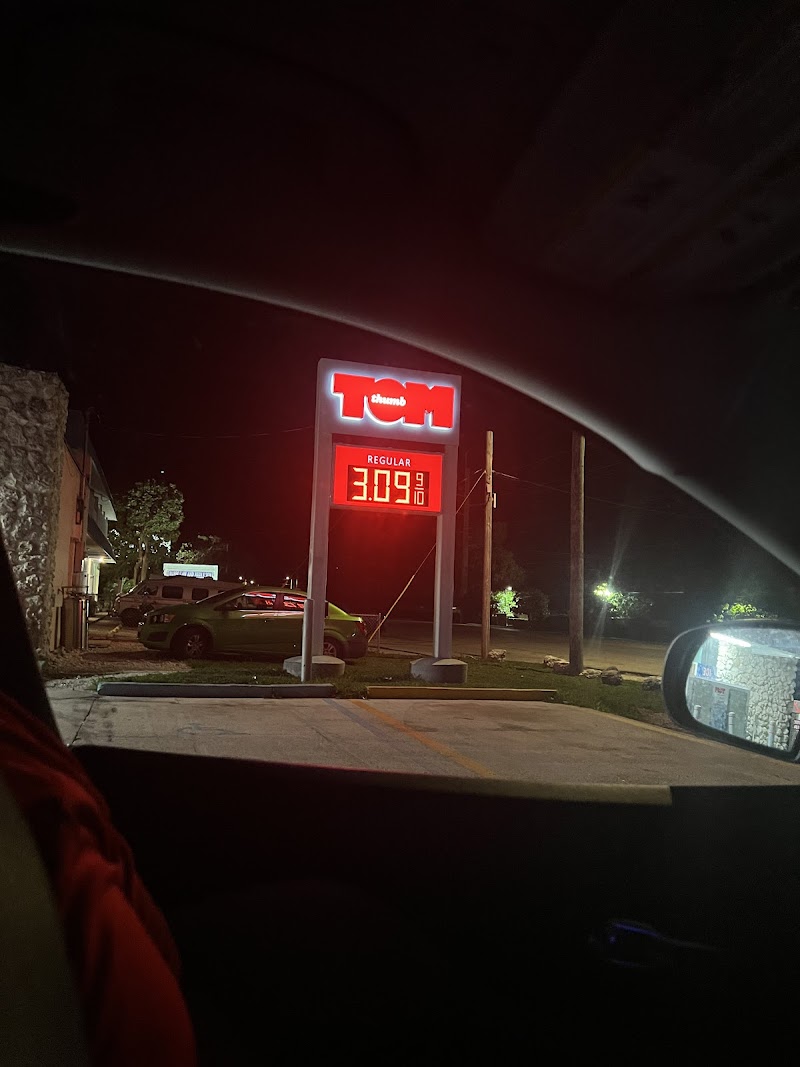 TOM
thumb
REGULAR
3.09 9/10